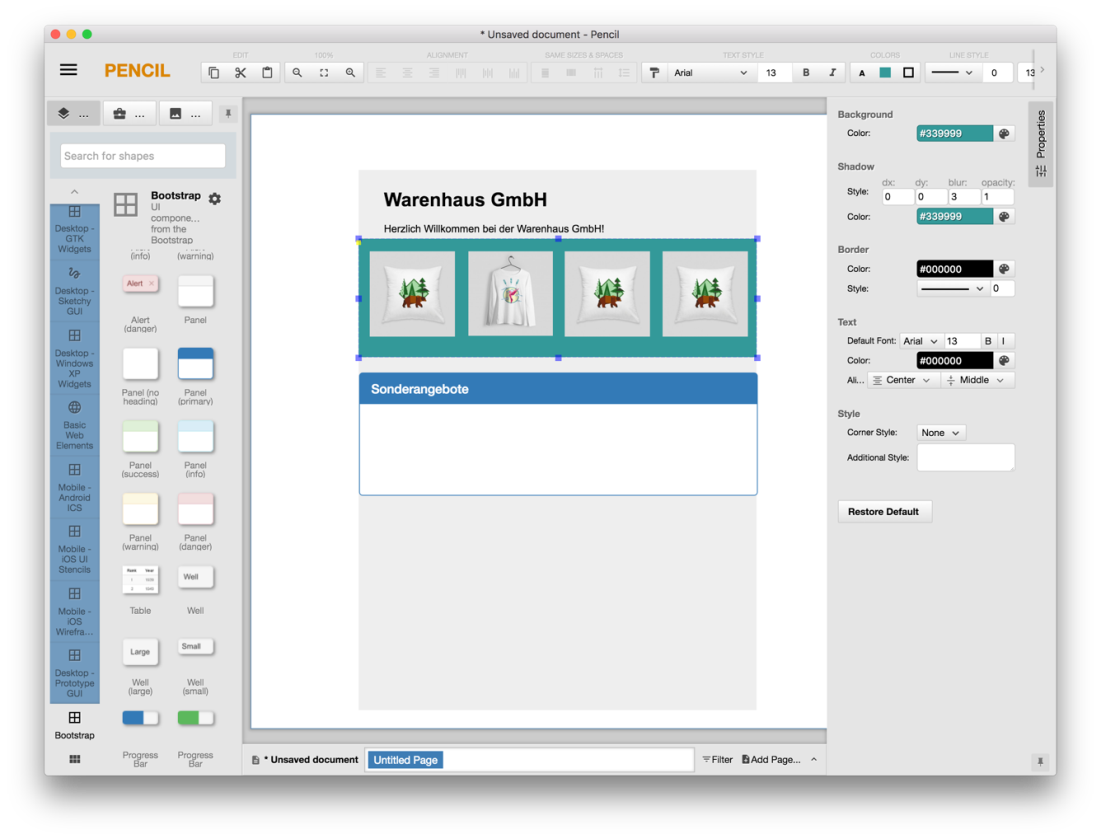 * Unsaved document - Pencil
PENCIL
EDIT
100%
ALIGNMENT
SAME SIZES & SPACES
TEXT STYLE
COLORS
LINE STYLE
Arial
13
B
I
A
0
13
...
...
...
Search for shapes
Desktop -
GTK
Widgets
Desktop -
Sketchy
GUI
Desktop -
Windows
XP
Widgets
Basic
Web
Elements
Mobile -
Android
ICS
Mobile -
iOS UI
Stencils
Mobile -
iOS
Wirefra...
Desktop -
Prototype
GUI
Bootstrap
Bootstrap
UI
compone...
from the
Bootstrap
(info)
(warning)
Alert ×
Alert
(danger)
Panel
Panel (no
heading)
Panel
(primary)
Panel
(success)
Panel
(info)
Panel
(warning)
Panel
(danger)
Table
Well
Well
Large
Well
(large)
Small
Well
(small)
Progress
Bar
Progress
Bar
Warenhaus GmbH
Herzlich Willkommen bei der Warenhaus GmbH!
Sonderangebote
* Unsaved document
Untitled Page
Filter
Add Page...
Background
Color:
#339999
Shadow
dx:
dy:
blur:
opacity:
Style:
0
0
3
1
Color:
#339999
Border
Color:
#000000
Style:
0
Text
Default Font:
Arial
13
B
I
Color:
#000000
Ali...
Center
Middle
Style
Corner Style:
None
Additional Style:
Restore Default
Properties